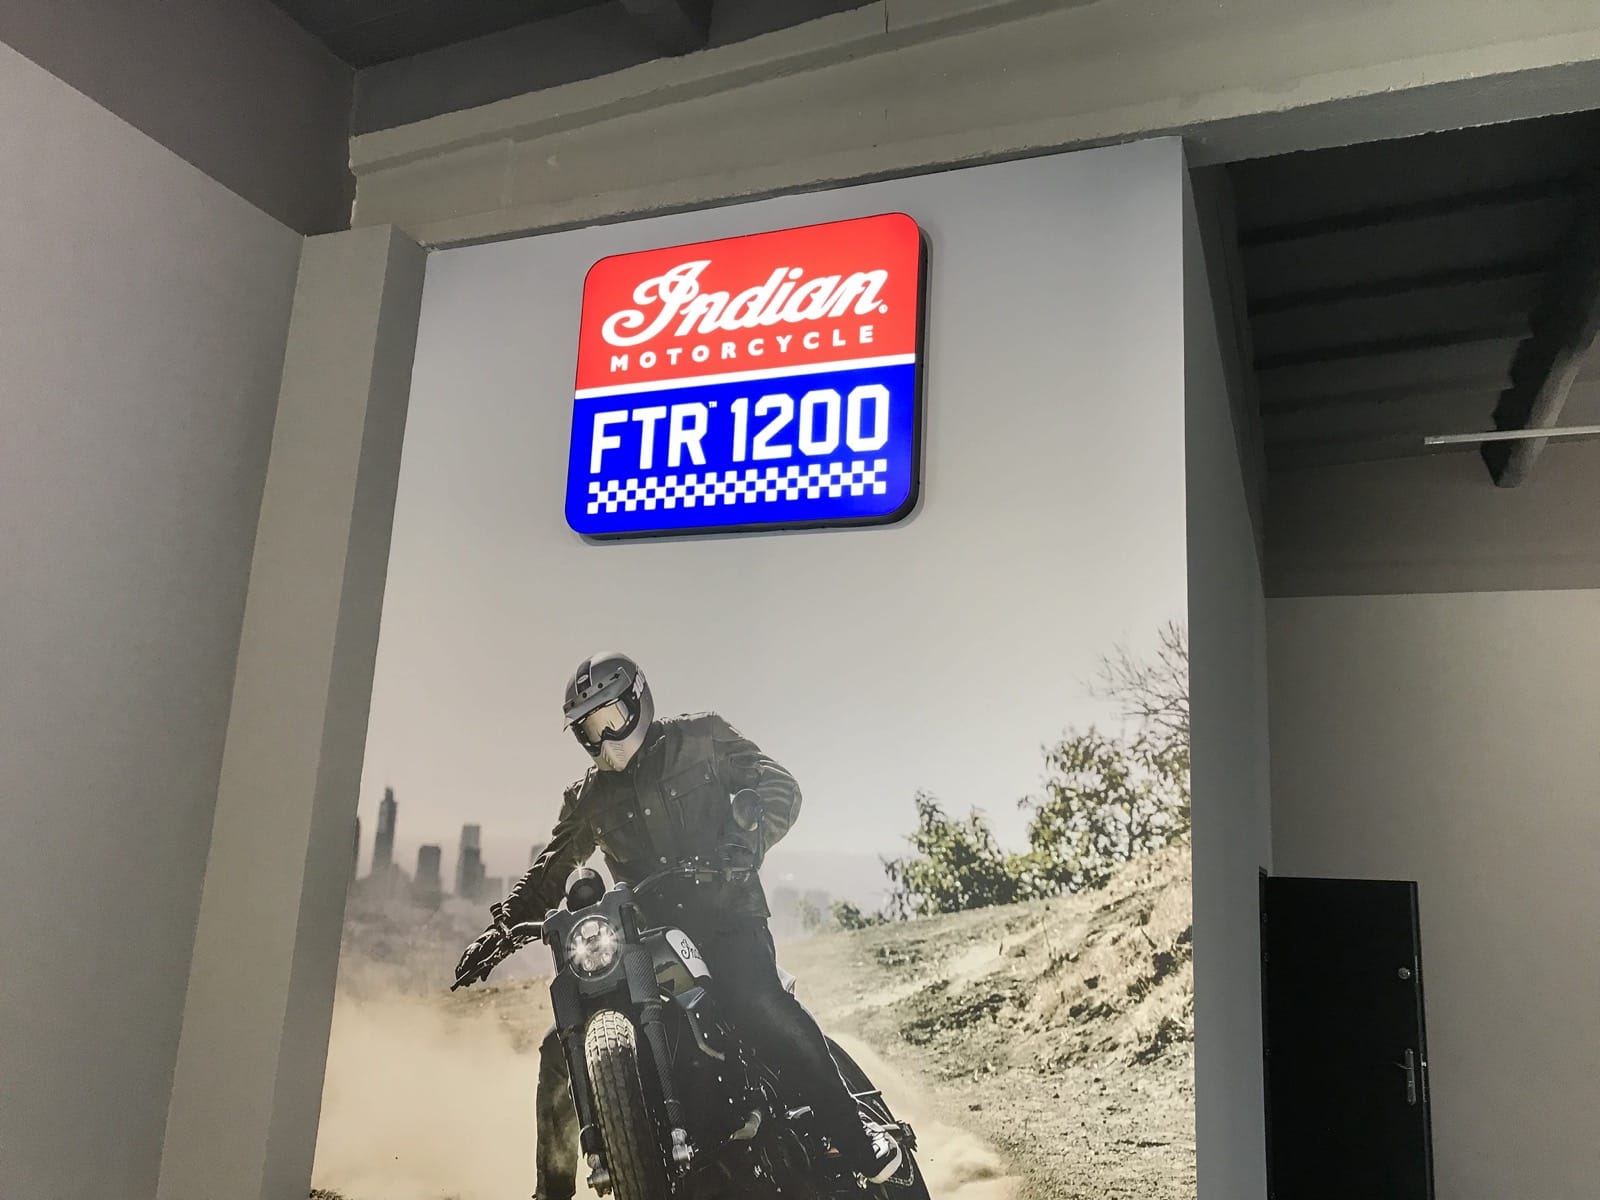 Indian®
MOTORCYCLE
FTR™ 1200